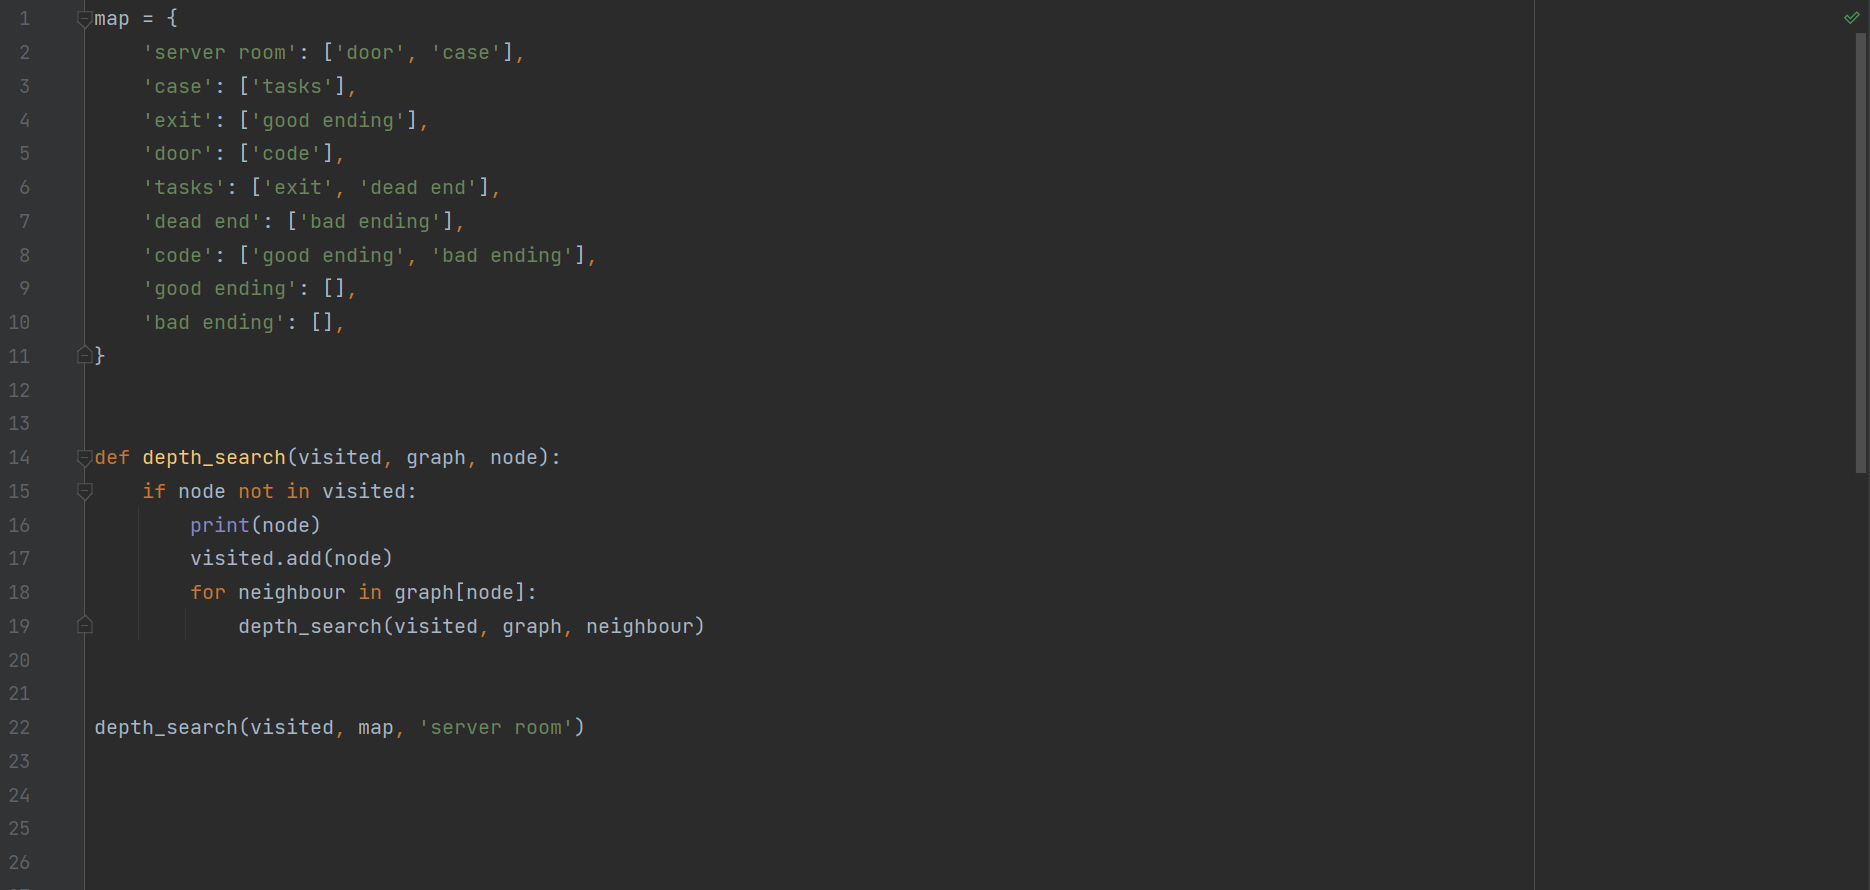 1 map = {
2     'server room': ['door', 'case'],
3     'case': ['tasks'],
4     'exit': ['good ending'],
5     'door': ['code'],
6     'tasks': ['exit', 'dead end'],
7     'dead end': ['bad ending'],
8     'code': ['good ending', 'bad ending'],
9     'good ending': [],
10     'bad ending': [],
11 }
12
13
14 def depth_search(visited, graph, node):
15     if node not in visited:
16         print(node)
17         visited.add(node)
18         for neighbour in graph[node]:
19             depth_search(visited, graph, neighbour)
20
21
22 depth_search(visited, map, 'server room')
23
24
25
26